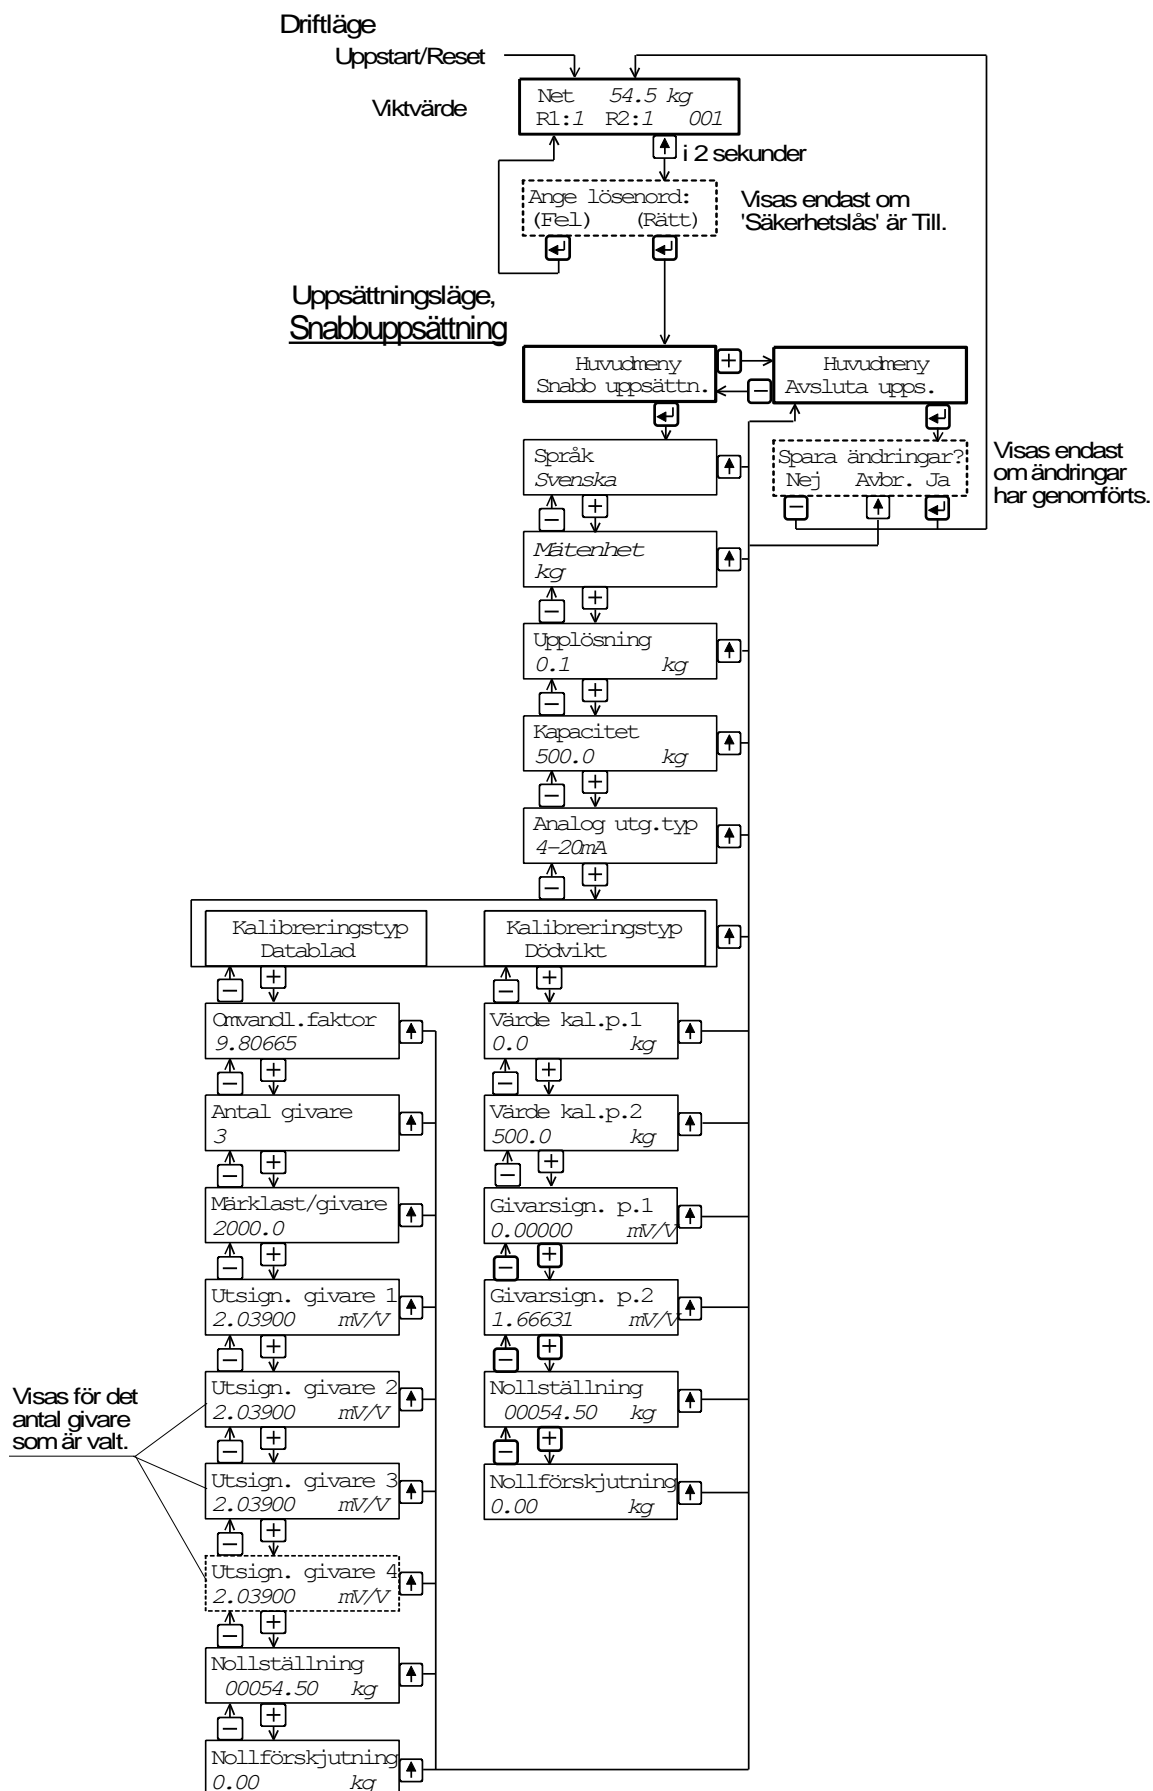 Driftläge
Uppstart/Reset
Viktvärde
Net 54.5 kg
R1:1 R2:1 001
i 2 sekunder
Ange lösenord:
(Fel) (Rätt)
Visas endast om
'Säkerhetslås' är Till.
Uppsättningsläge,
Snabbuppsättning
Huvudmeny
Snabb uppsättn.
+
Huvudmeny
Avsluta upps.
−
Spara ändringar?
Nej Avbr. Ja
−
Visas endast
om ändringar
har genomförts.
Språk
Svenska
− +
Mätenhet
kg
− +
Upplösning
0.1 kg
− +
Kapacitet
500.0 kg
− +
Analog utg.typ
4-20mA
− +
Kalibreringstyp
Datablad
− +
Omvandl.faktor
9.80665
− +
Antal givare
3
− +
Märklast/givare
2000.0
− +
Utsign. givare 1
2.03900 mV/V
− +
Utsign. givare 2
2.03900 mV/V
− +
Utsign. givare 3
2.03900 mV/V
− +
Utsign. givare 4
2.03900 mV/V
− +
Nollställning
00054.50 kg
− +
Nollförskjutning
0.00 kg
Visas för det
antal givare
som är valt.
Kalibreringstyp
Dödvikt
− +
Värde kal.p.1
0.0 kg
− +
Värde kal.p.2
500.0 kg
− +
Givarsign. p.1
0.00000 mV/V
− +
Givarsign. p.2
1.66631 mV/V
− +
Nollställning
00054.50 kg
− +
Nollförskjutning
0.00 kg